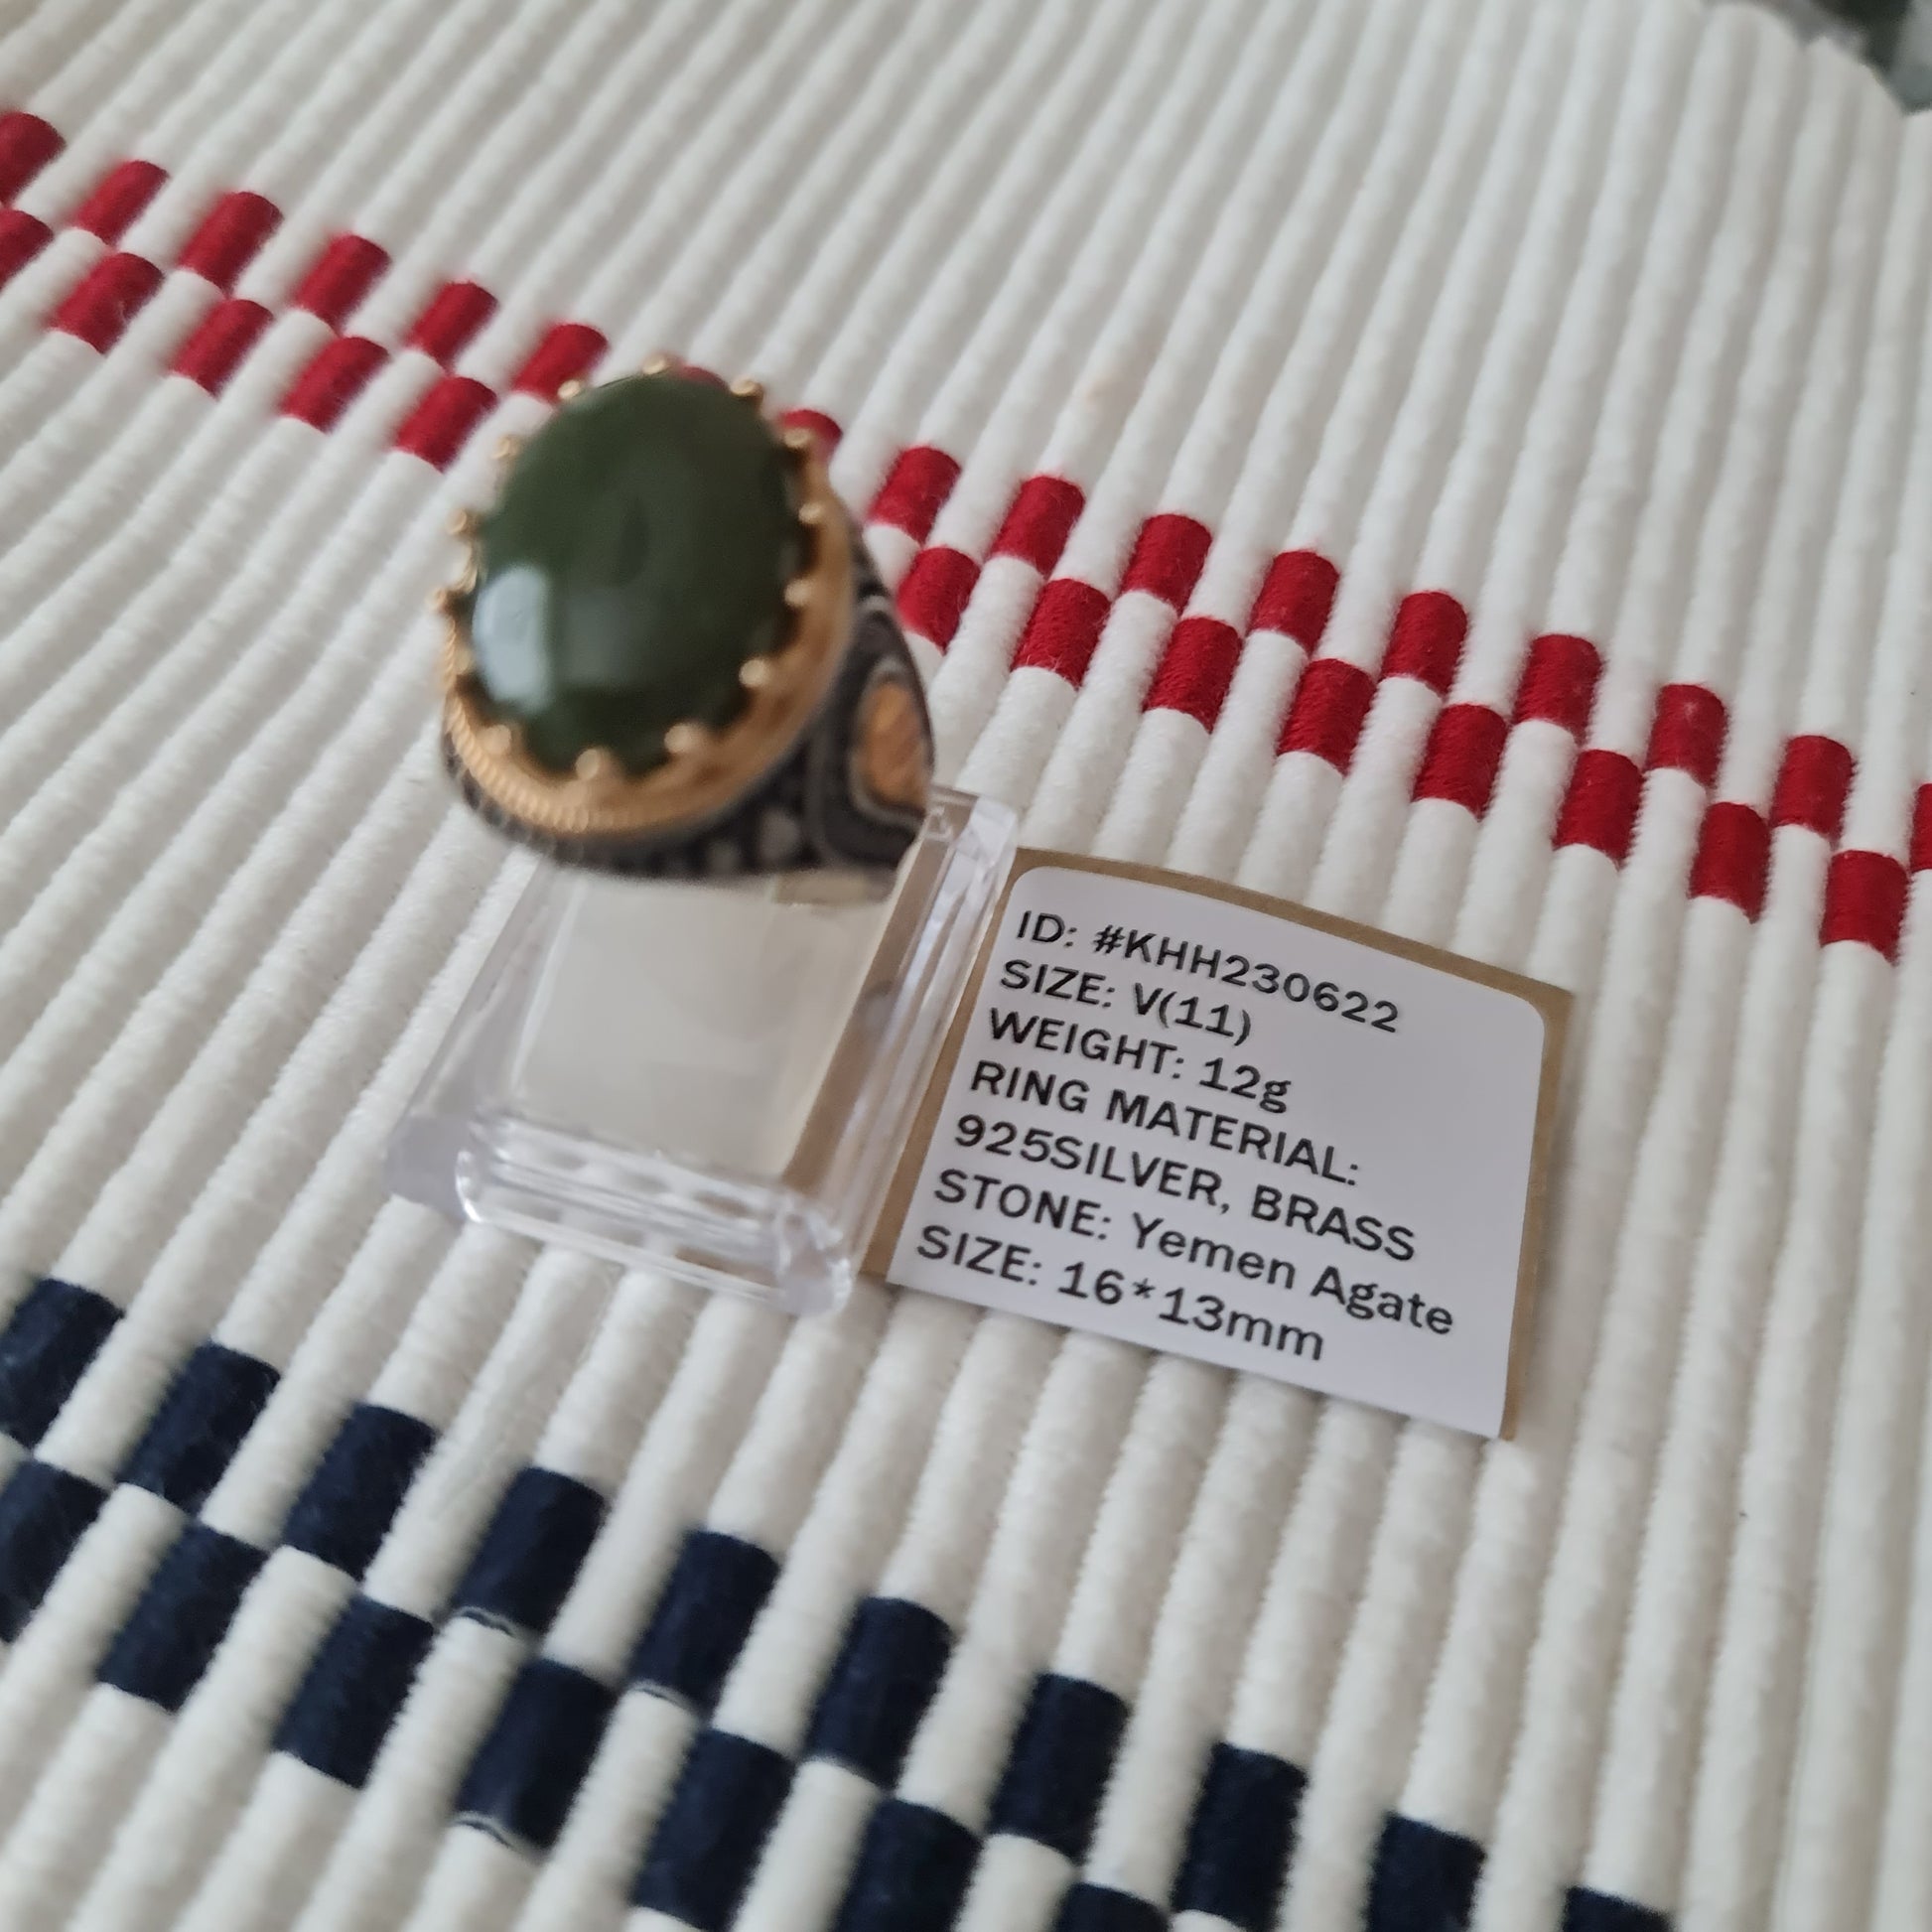 ID: #KHH230622
SIZE: V(11)
WEIGHT: 12g
RING MATERIAL:
925SILVER, BRASS
STONE: Yemen Agate
SIZE: 16*13mm